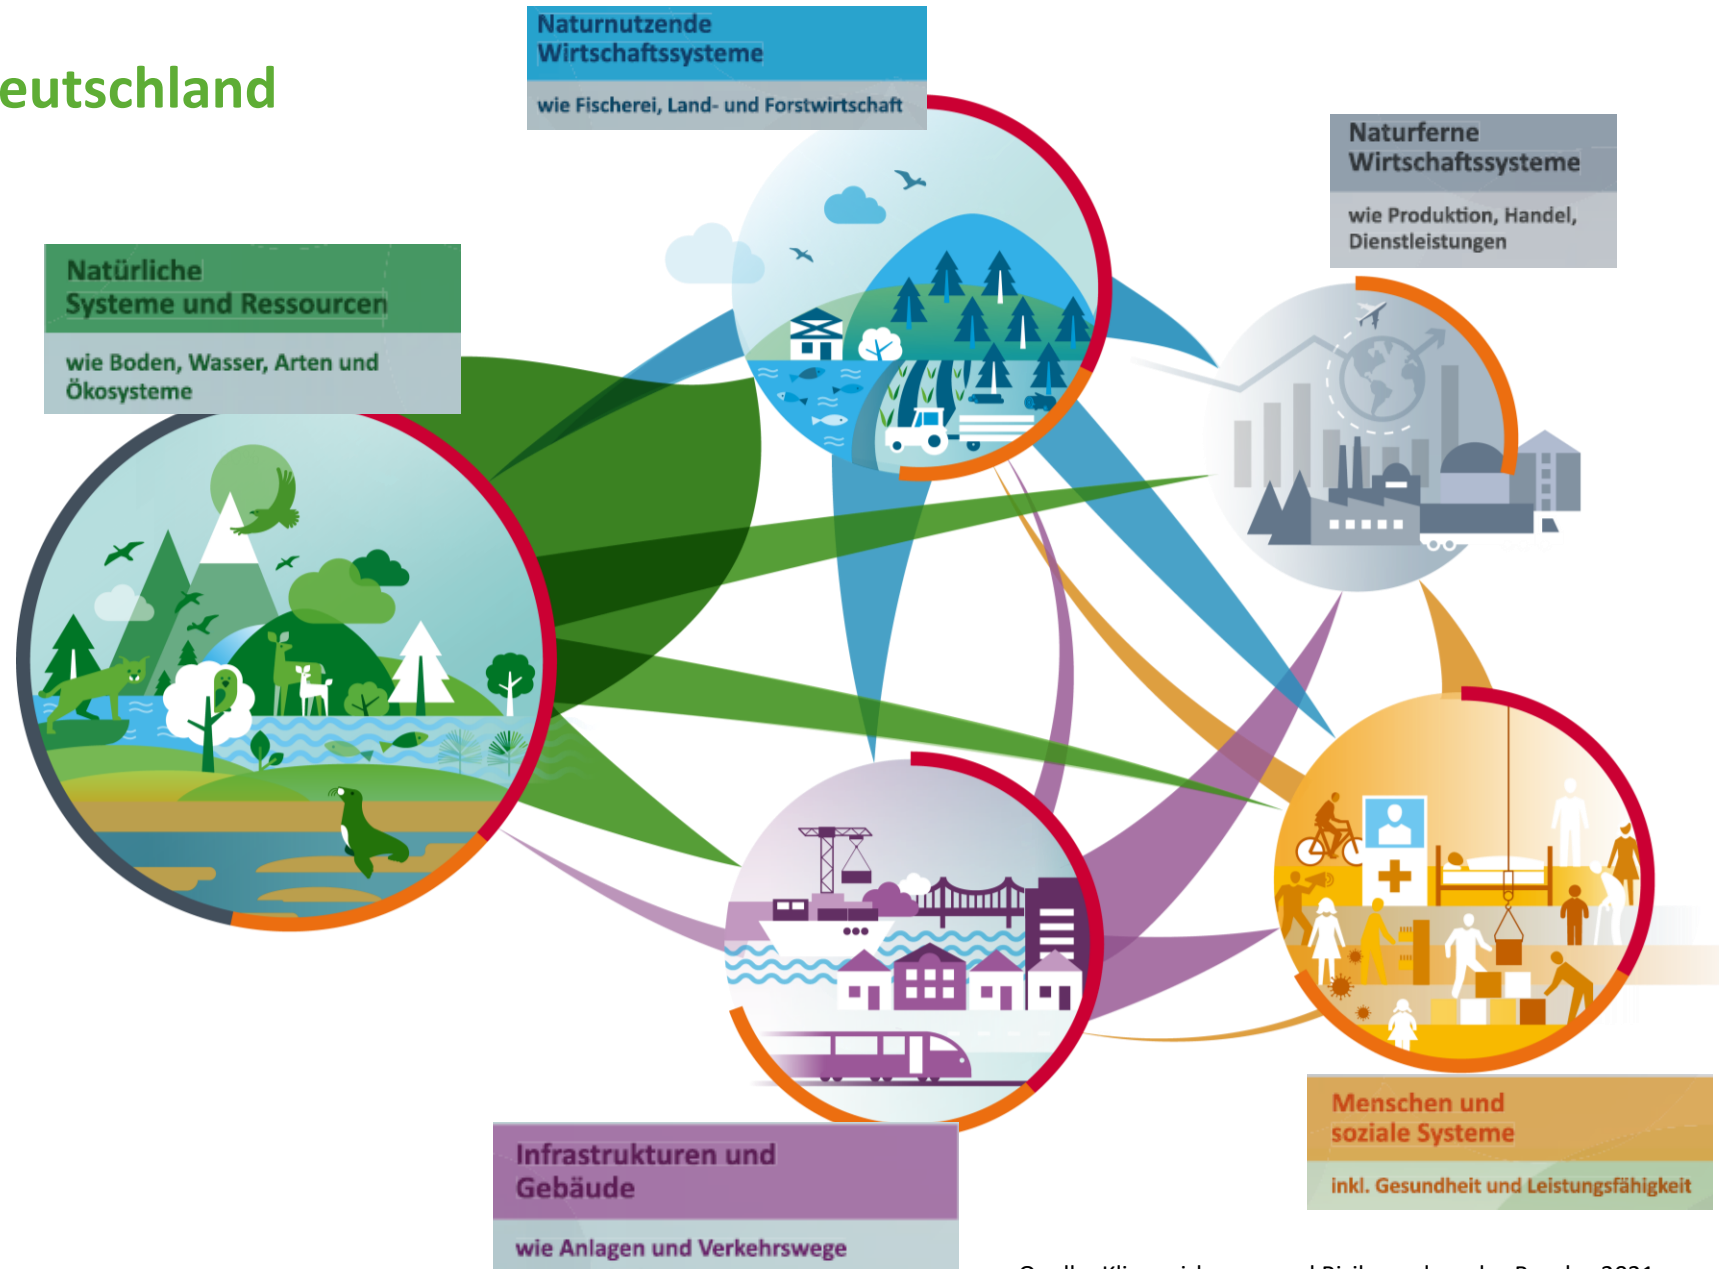 eutschland
Naturnutzende
Wirtschaftssysteme
wie Fischerei, Land- und Forstwirtschaft
Naturferne
Wirtschaftssysteme
wie Produktion, Handel,
Dienstleistungen
Natürliche
Systeme und Ressourcen
wie Boden, Wasser, Arten und
Ökosysteme
Menschen und
soziale Systeme
inkl. Gesundheit und Leistungsfähigkeit
Infrastrukturen und
Gebäude
wie Anlagen und Verkehrswege